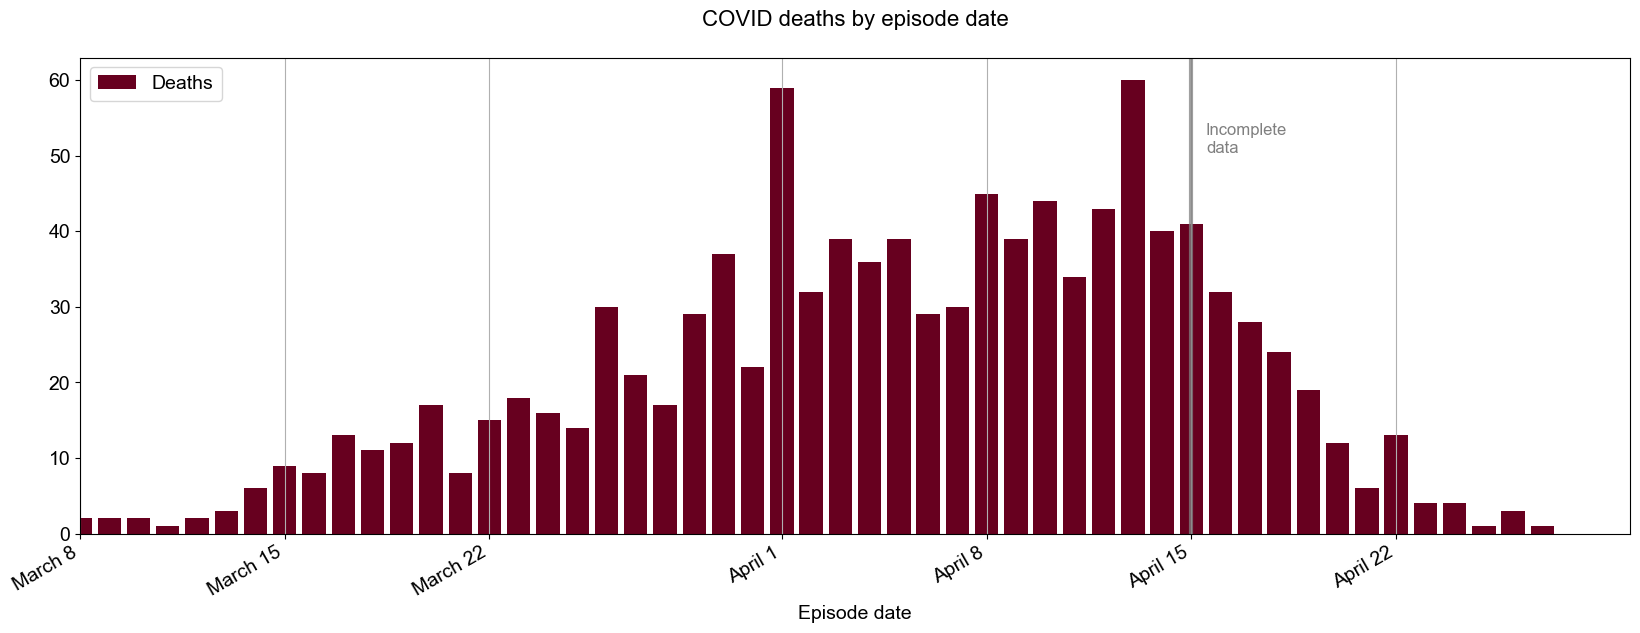 COVID deaths by episode date
Deaths
60
50
40
30
20
10
0
Incomplete
data
March 8
March 15
March 22
April 1
April 8
April 15
April 22
Episode date